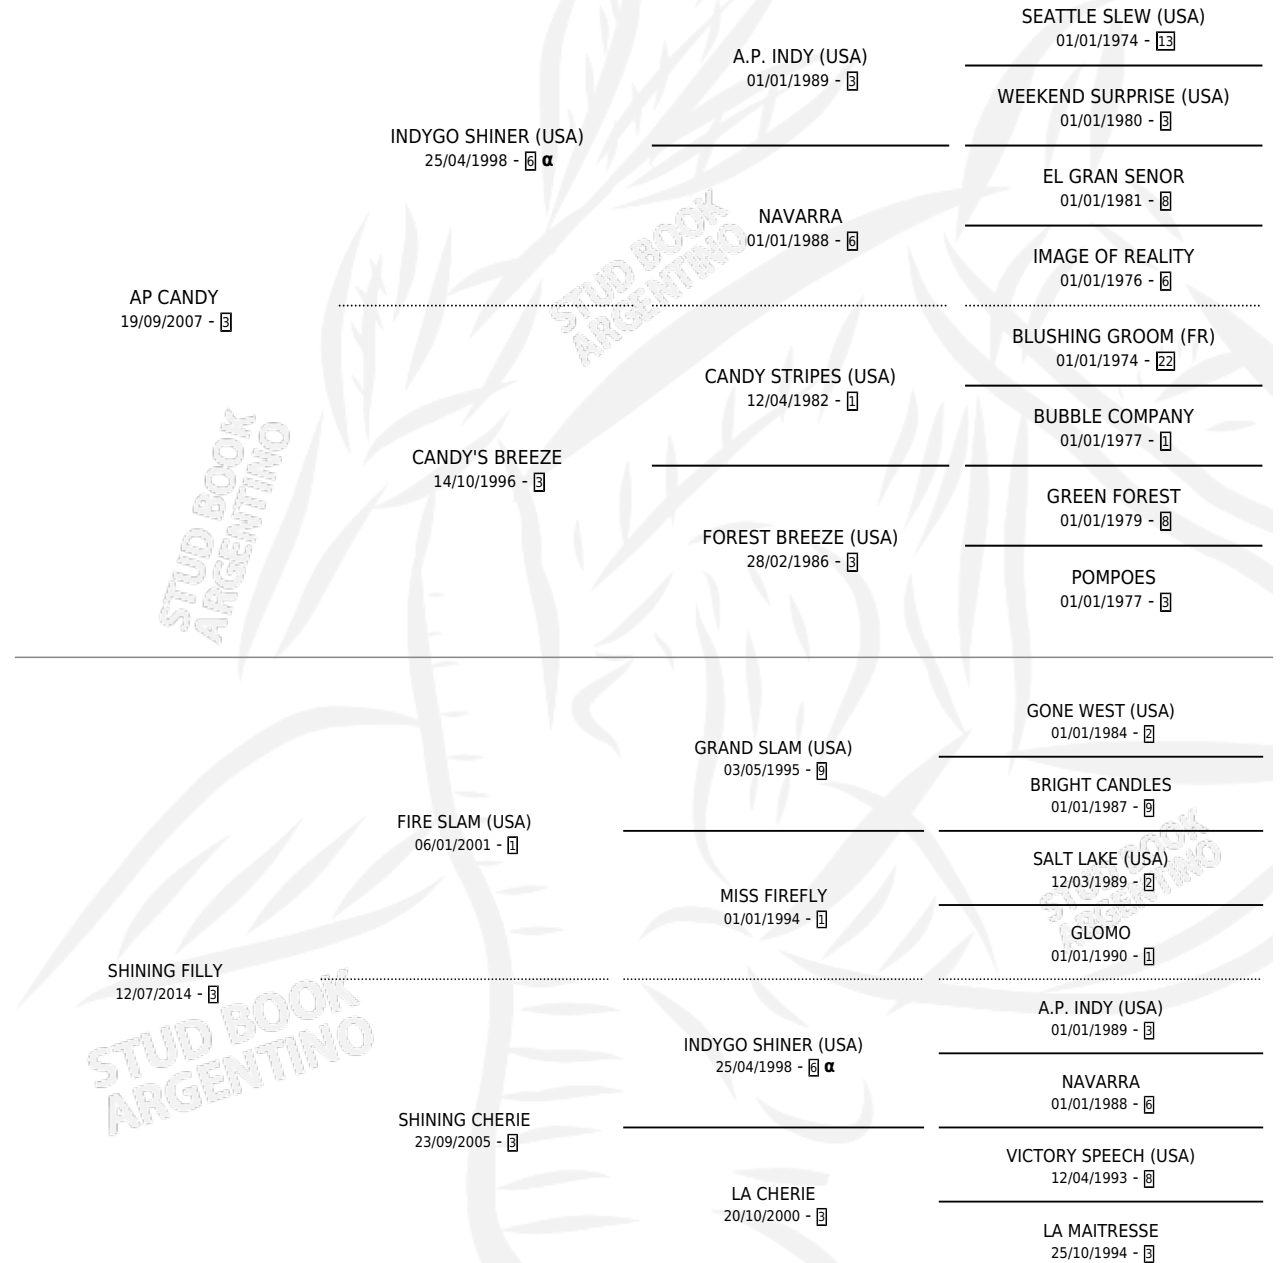 SEATTLE SLEW (USA)
01/01/1974 - 13
A.P. INDY (USA)
01/01/1989 - 3
WEEKEND SURPRISE (USA)
01/01/1980 - 3
INDYGO SHINER (USA)
25/04/1998 - 6 α
EL GRAN SENOR
01/01/1981 - 8
NAVARRA
01/01/1988 - 6
IMAGE OF REALITY
01/01/1976 - 6
AP CANDY
19/09/2007 - 3
BLUSHING GROOM (FR)
01/01/1974 - 22
CANDY STRIPES (USA)
12/04/1982 - 1
BUBBLE COMPANY
01/01/1977 - 1
CANDY'S BREEZE
14/10/1996 - 3
GREEN FOREST
01/01/1979 - 8
FOREST BREEZE (USA)
28/02/1986 - 3
POMPOES
01/01/1977 - 3
GONE WEST (USA)
01/01/1984 - 2
GRAND SLAM (USA)
03/05/1995 - 9
BRIGHT CANDLES
01/01/1987 - 9
FIRE SLAM (USA)
06/01/2001 - 1
SALT LAKE (USA)
12/03/1989 - 2
MISS FIREFLY
01/01/1994 - 1
GLOMO
01/01/1990 - 1
SHINING FILLY
12/07/2014 - 3
A.P. INDY (USA)
01/01/1989 - 3
INDYGO SHINER (USA)
25/04/1998 - 6 α
NAVARRA
01/01/1988 - 6
SHINING CHERIE
23/09/2005 - 3
VICTORY SPEECH (USA)
12/04/1993 - 8
LA CHERIE
20/10/2000 - 3
LA MAITRESSE
25/10/1994 - 3
STUD BOOK
ARGENTINO
STUD BOOK
ARGENTINO
STUD BOOK
ARGENTINO
STUD BOOK
ARGENTINO